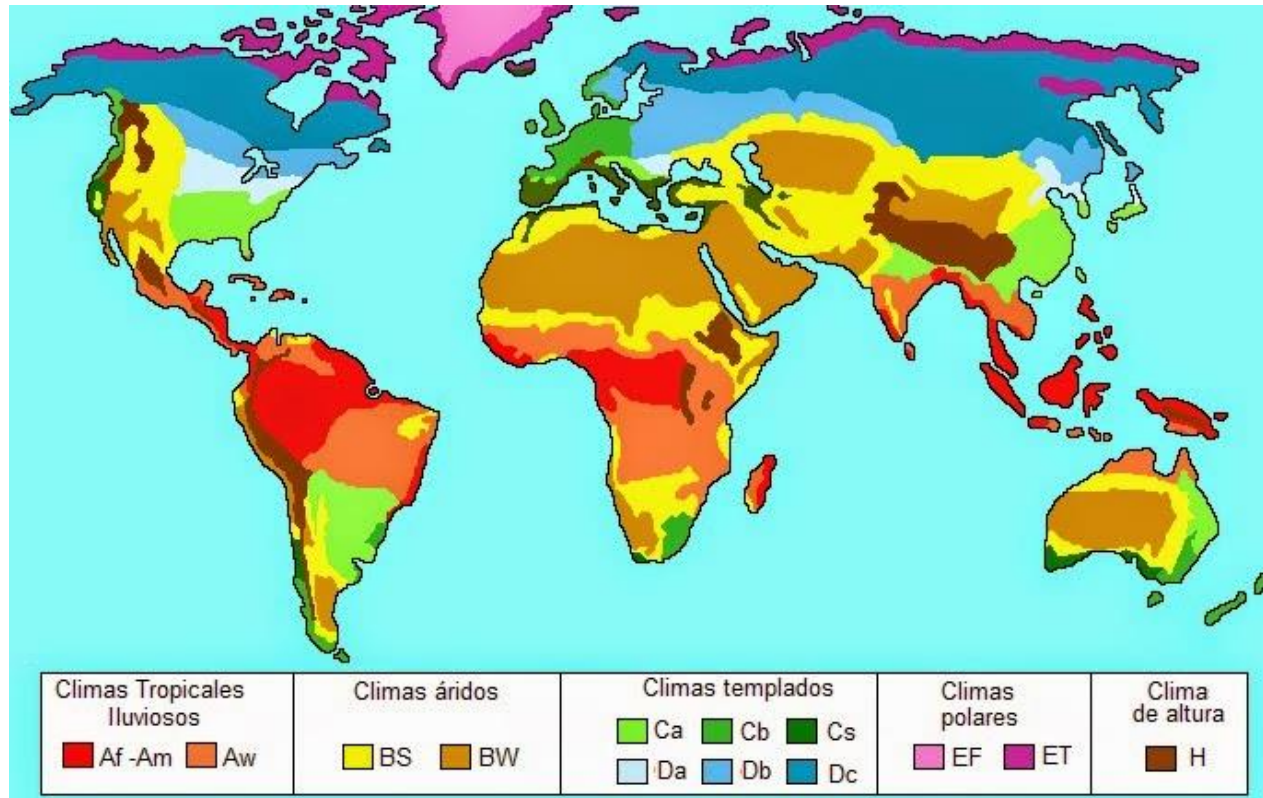 Climas Tropicales
lluviosos
Af -Am Aw
Climas áridos
BS BW
Climas templados
Ca Cb Cs
Da Db Dc
Climas
polares
EF ET
Clima
de altura
H